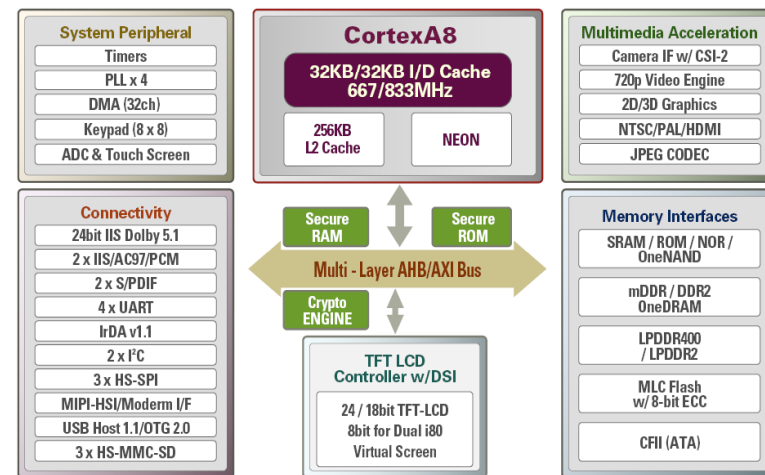 System Peripheral
Timers
PLL x 4
DMA (32ch)
Keypad (8 x 8)
ADC & Touch Screen
CortexA8
32KB/32KB I/D Cache
667/833MHz
256KB
L2 Cache
NEON
Multimedia Acceleration
Camera IF w/ CSI-2
720p Video Engine
2D/3D Graphics
NTSC/PAL/HDMI
JPEG CODEC
Connectivity
24bit IIS Dolby 5.1
2 x IIS/AC97/PCM
2 x S/PDIF
4 x UART
IrDA v1.1
2 x I²C
3 x HS-SPI
MIPI-HSI/Moderm I/F
USB Host 1.1/OTG 2.0
3 x HS-MMC-SD
Secure
RAM
Secure
ROM
Multi - Layer AHB/AXI Bus
Crypto
ENGINE
TFT LCD
Controller w/DSI
24 / 18bit TFT-LCD
8bit for Dual i80
Virtual Screen
Memory Interfaces
SRAM / ROM / NOR /
OneNAND
mDDR / DDR2
OneDRAM
LPDDR400
/ LPDDR2
MLC Flash
w/ 8-bit ECC
CFII (ATA)